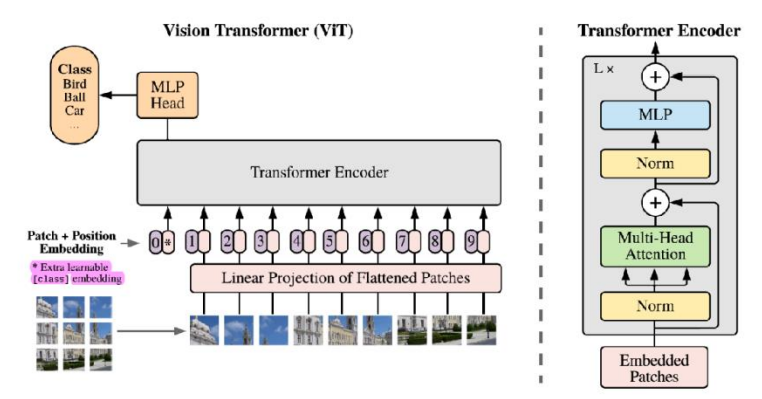 Vision Transformer (ViT)
Class
Bird
Ball
Car
...
MLP
Head
Transformer Encoder
Patch + Position
Embedding
0 * 1 2 3 4 5 6 7 8 9
* Extra learnable
[class] embedding
Linear Projection of Flattened Patches
Transformer Encoder
L ×
+
MLP
Norm
+
Multi-Head
Attention
Norm
Embedded
Patches